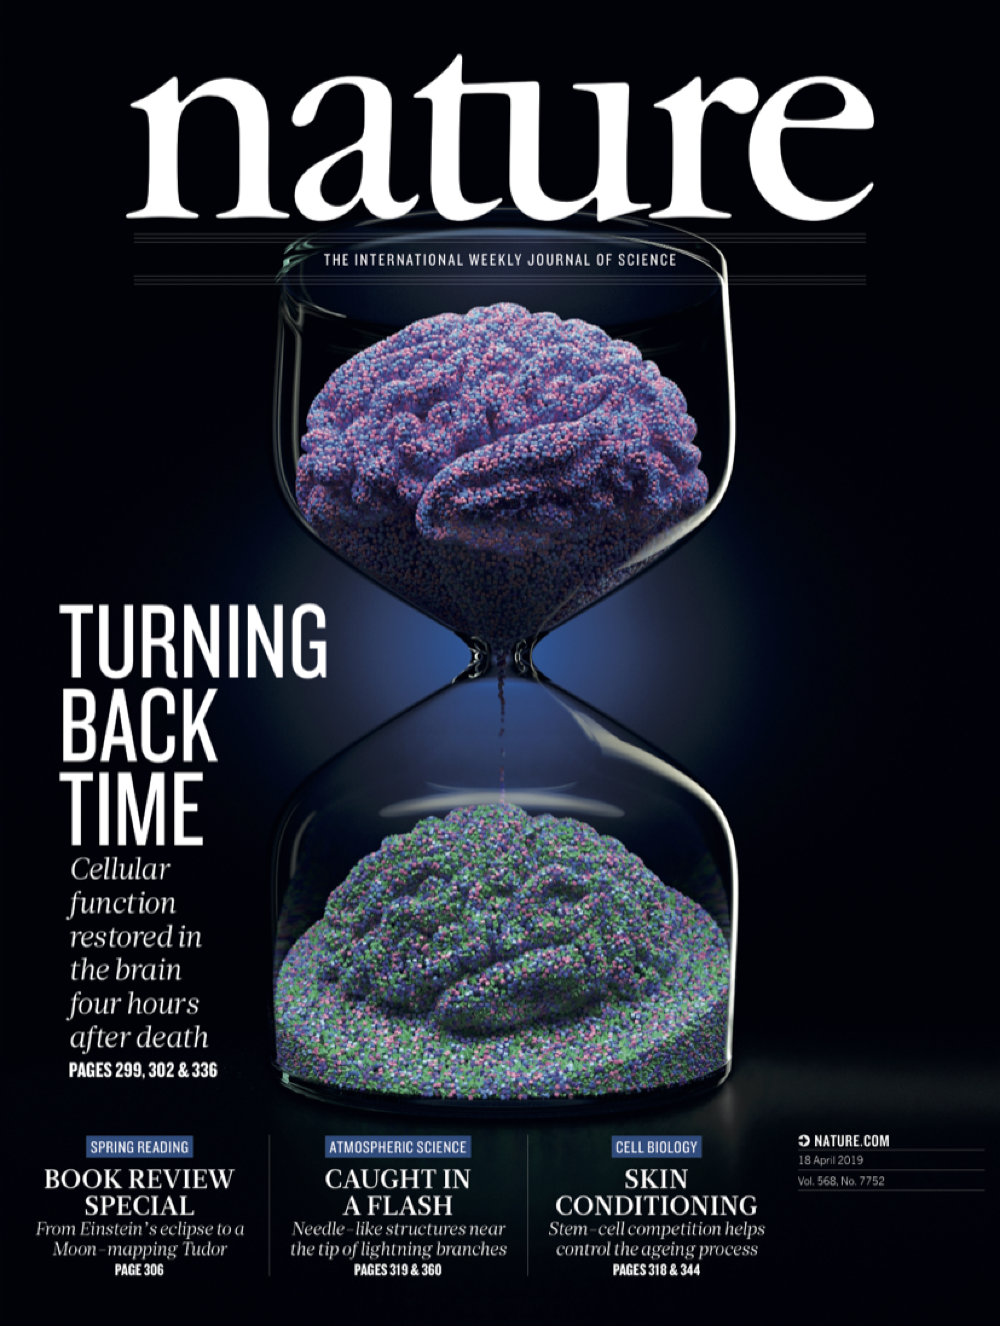 nature
THE INTERNATIONAL WEEKLY JOURNAL OF SCIENCE
TURNING
BACK
TIME
Cellular
function
restored in
the brain
four hours
after death
PAGES 299, 302 & 336
SPRING READING
BOOK REVIEW
SPECIAL
From Einstein's eclipse to a
Moon-mapping Tudor
PAGE 306
ATMOSPHERIC SCIENCE
CAUGHT IN
A FLASH
Needle-like structures near
the tip of lightning branches
PAGES 319 & 360
CELL BIOLOGY
SKIN
CONDITIONING
Stem-cell competition helps
control the ageing process
PAGES 318 & 344
NATURE.COM
18 April 2019
Vol. 568, No. 7752